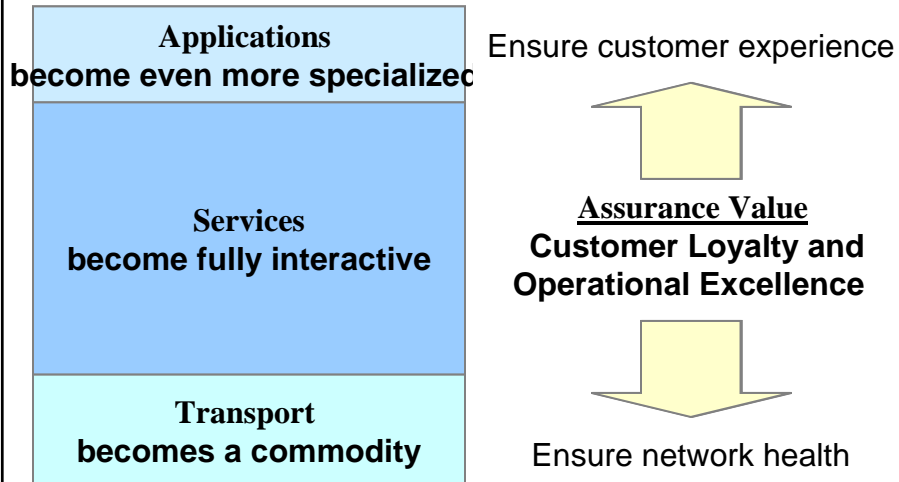 Applications
become even more specialized
Ensure customer experience
Services
become fully interactive
Assurance Value
Customer Loyalty and
Operational Excellence
Transport
becomes a commodity
Ensure network health